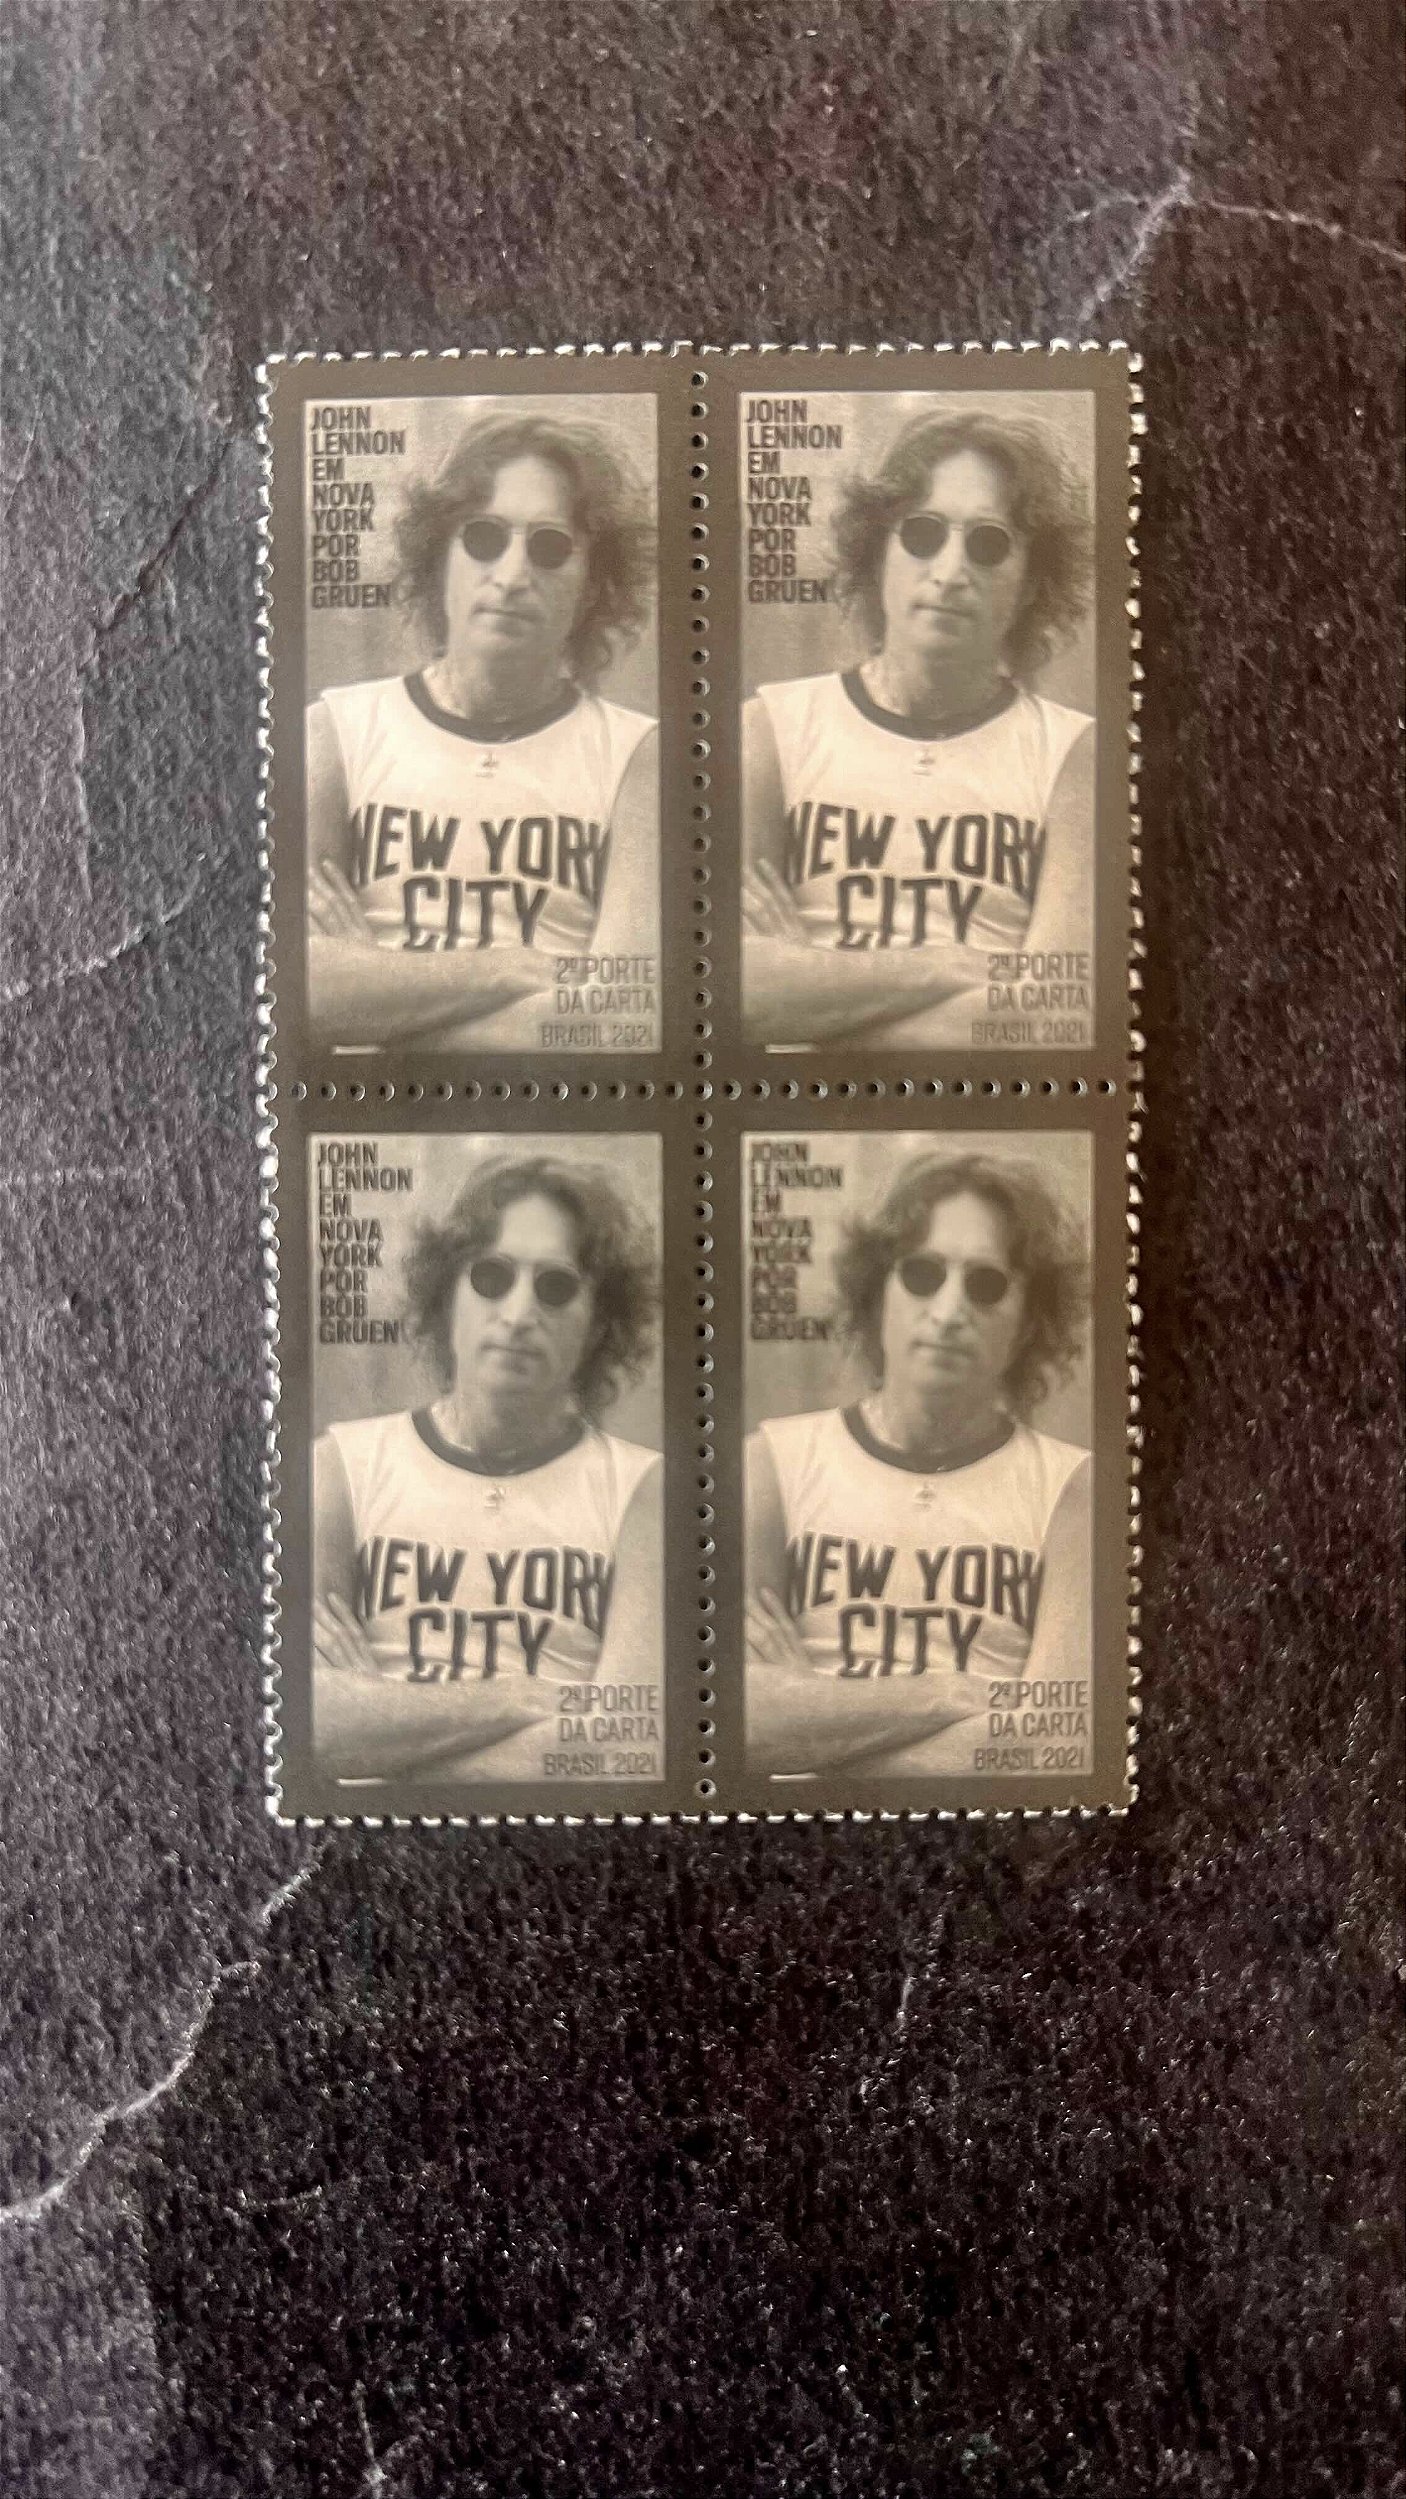 JOHN
LENNON
EM
NOVA
YORK
POR
BOB
GRUEN
NEW YORK
CITY
2º PORTE
DA CARTA
BRASIL 2021
JOHN
LENNON
EM
NOVA
YORK
POR
BOB
GRUEN
NEW YORK
CITY
2º PORTE
DA CARTA
BRASIL 2021
JOHN
LENNON
EM
NOVA
YORK
POR
BOB
GRUEN
NEW YORK
CITY
2º PORTE
DA CARTA
BRASIL 2021
JOHN
LENNON
EM
NOVA
YORK
POR
BOB
GRUEN
NEW YORK
CITY
2º PORTE
DA CARTA
BRASIL 2021